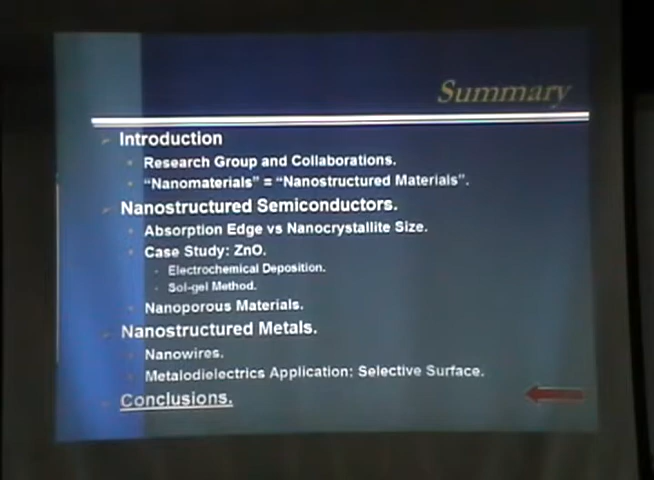 Summary
Introduction
Research Group and Collaborations.
"Nanomaterials" = "Nanostructured Materials".
Nanostructured Semiconductors.
Absorption Edge vs Nanocrystallite Size.
Case Study: ZnO.
Electrochemical Deposition.
Sol-gel Method.
Nanoporous Materials.
Nanostructured Metals.
Nanowires.
Metalodielectrics Application: Selective Surface.
Conclusions.